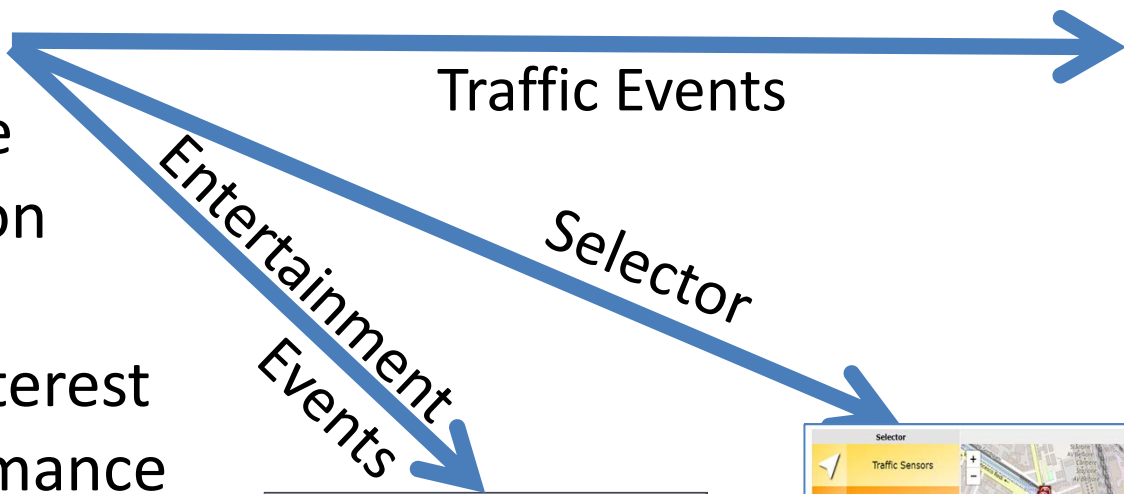 Traffic Events
e
on
Entertainment
Events
Selector
terest
mance
Selector
Traffic Sensors
+
-